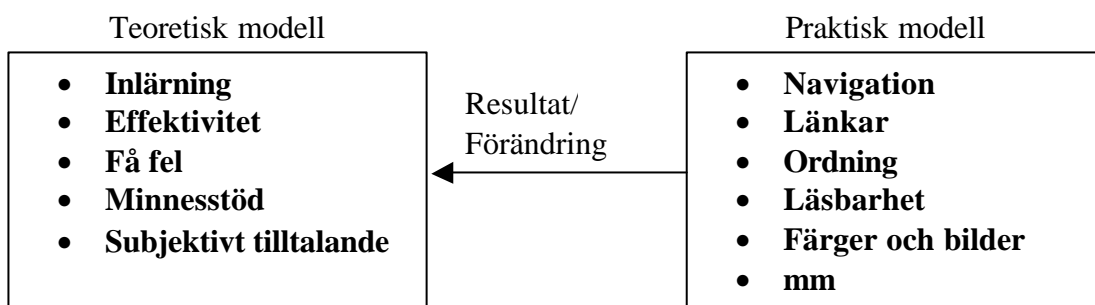 Teoretisk modell
• Inlärning
• Effektivitet
• Få fel
• Minnesstöd
• Subjektivt tilltalande
Resultat/
Förändring
Praktisk modell
• Navigation
• Länkar
• Ordning
• Läsbarhet
• Färger och bilder
• mm